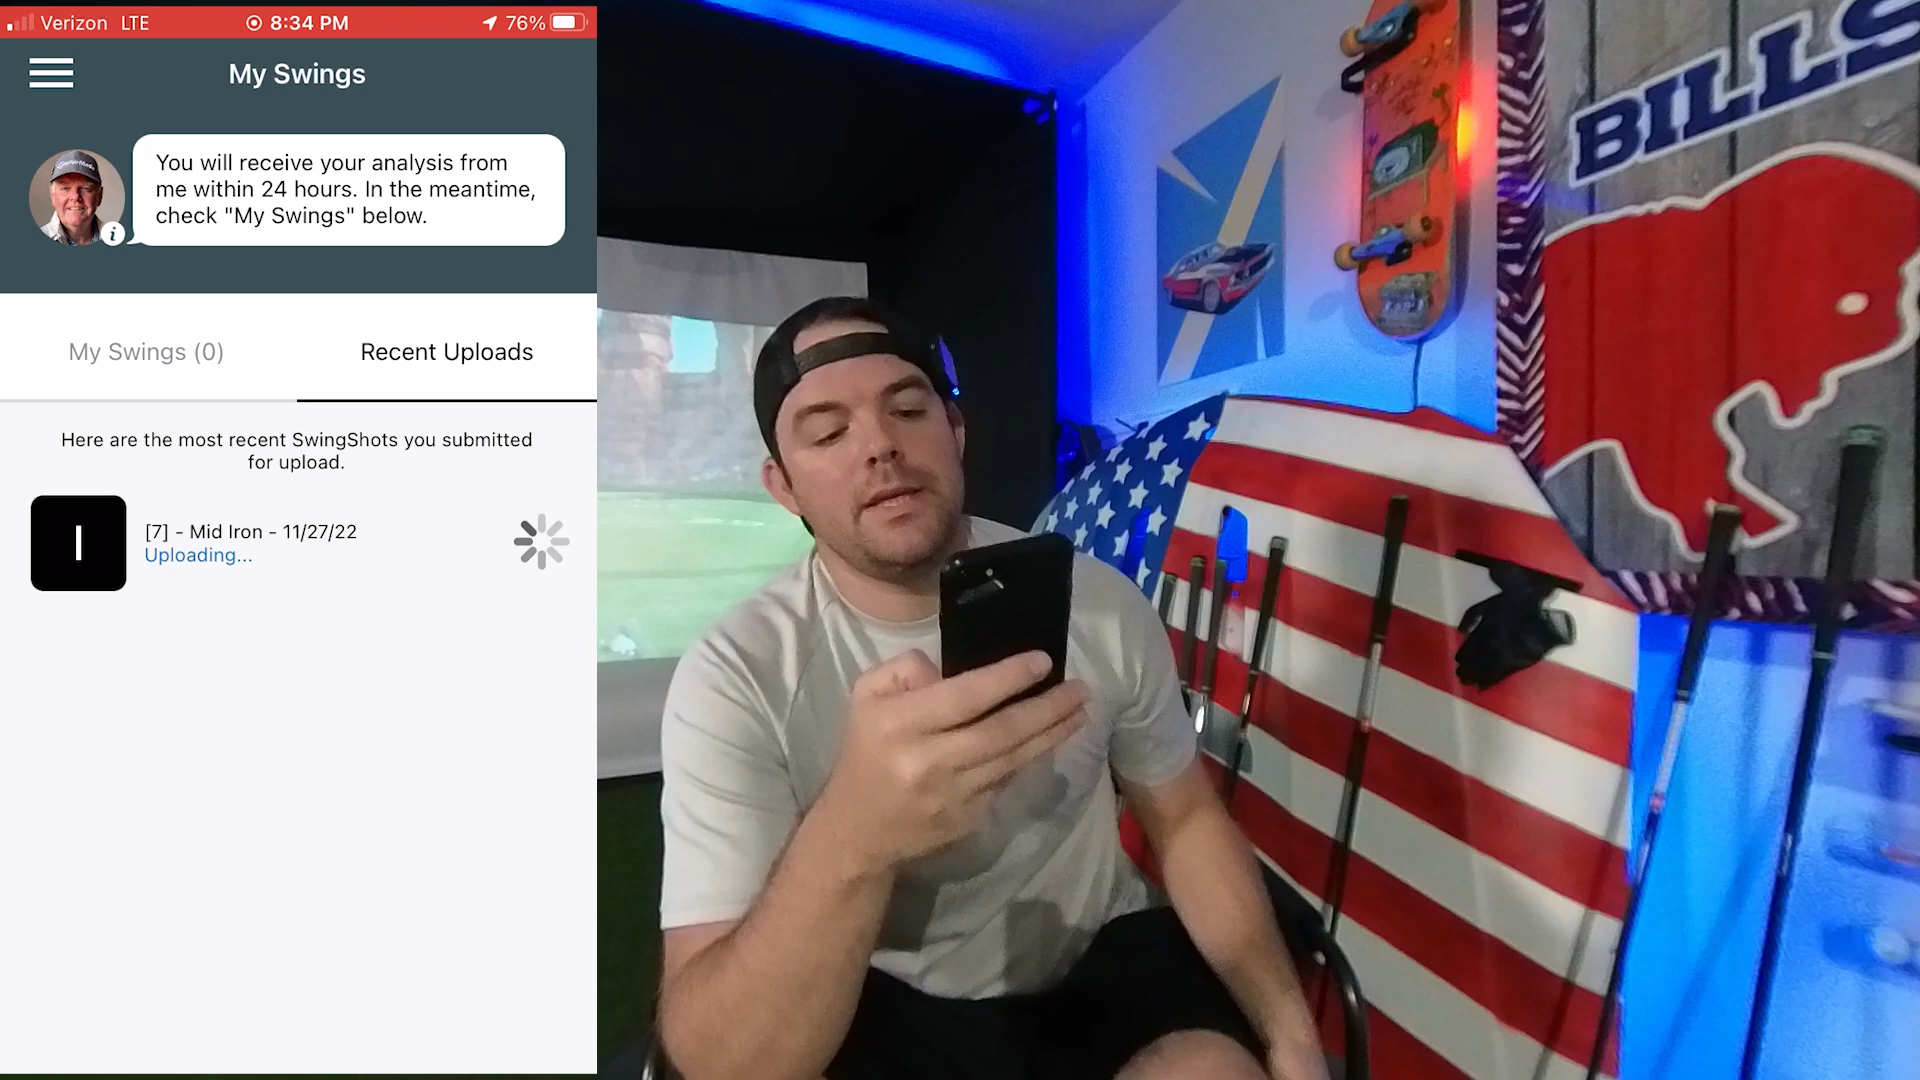 Verizon LTE 8:34 PM 76%
My Swings
You will receive your analysis from
me within 24 hours. In the meantime,
check "My Swings" below.
i
My Swings (0)
Recent Uploads
Here are the most recent SwingShots you submitted
for upload.
I
[7] - Mid Iron - 11/27/22
Uploading...
BILLS